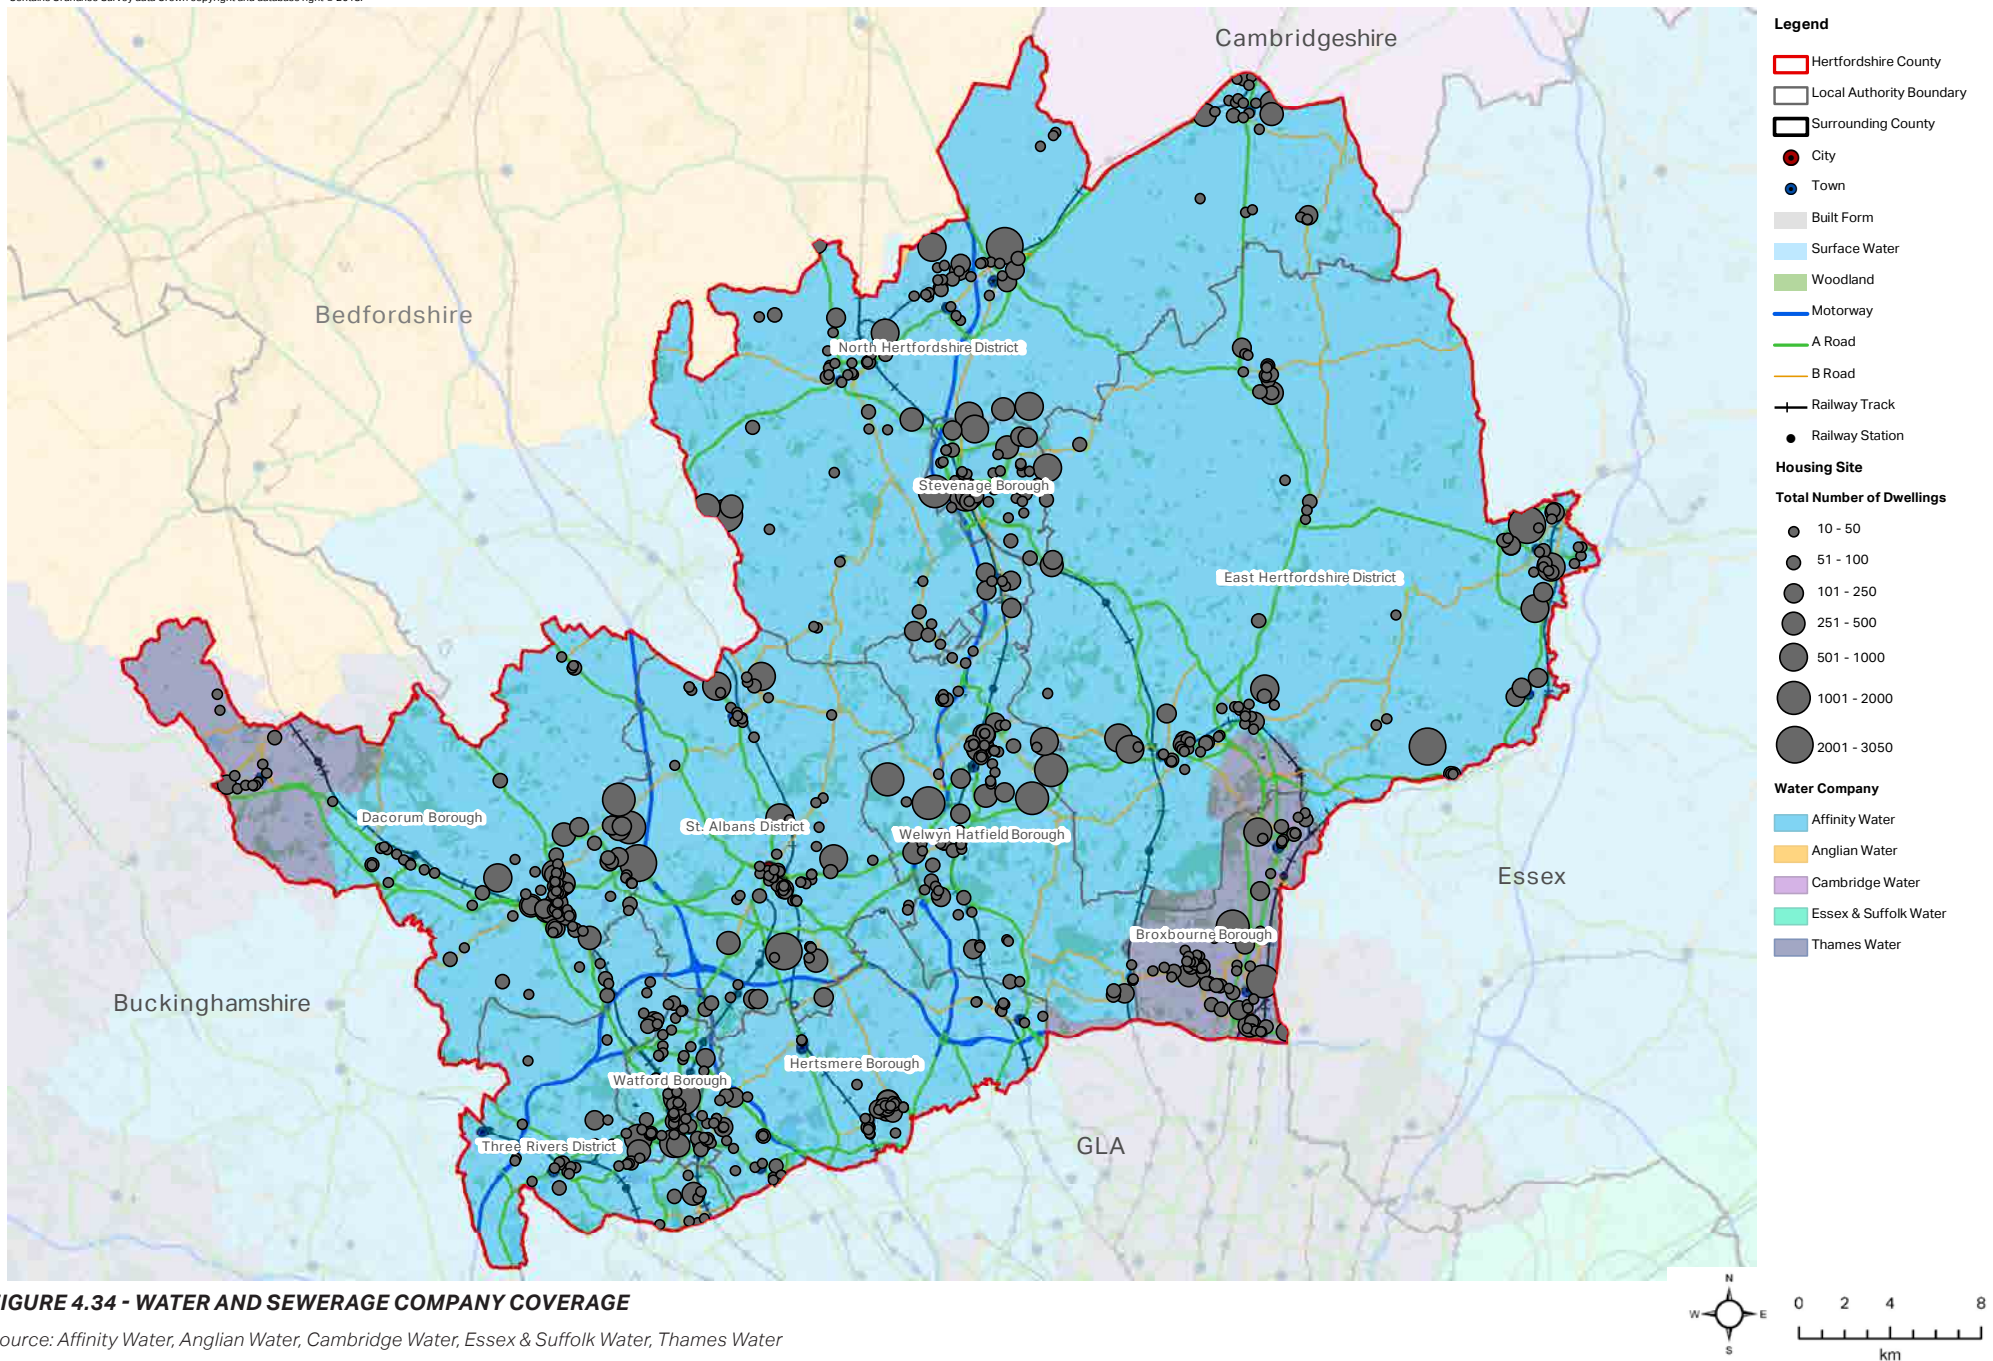 Cambridgeshire
Bedfordshire
North Hertfordshire District
Stevenage Borough
East Hertfordshire District
Dacorum Borough
St. Albans District
Welwyn Hatfield Borough
Essex
Broxbourne Borough
Buckinghamshire
Hertsmere Borough
Watford Borough
Three Rivers District
GLA
Legend
Hertfordshire County
Local Authority Boundary
Surrounding County
City
Town
Built Form
Surface Water
Woodland
Motorway
A Road
B Road
Railway Track
Railway Station
Housing Site
Total Number of Dwellings
10 - 50
51 - 100
101 - 250
251 - 500
501 - 1000
1001 - 2000
2001 - 3050
Water Company
Affinity Water
Anglian Water
Cambridge Water
Essex & Suffolk Water
Thames Water
IGURE 4.34 - WATER AND SEWERAGE COMPANY COVERAGE
ource: Affinity Water, Anglian Water, Cambridge Water, Essex & Suffolk Water, Thames Water
N
W E
S
0 2 4 8
km